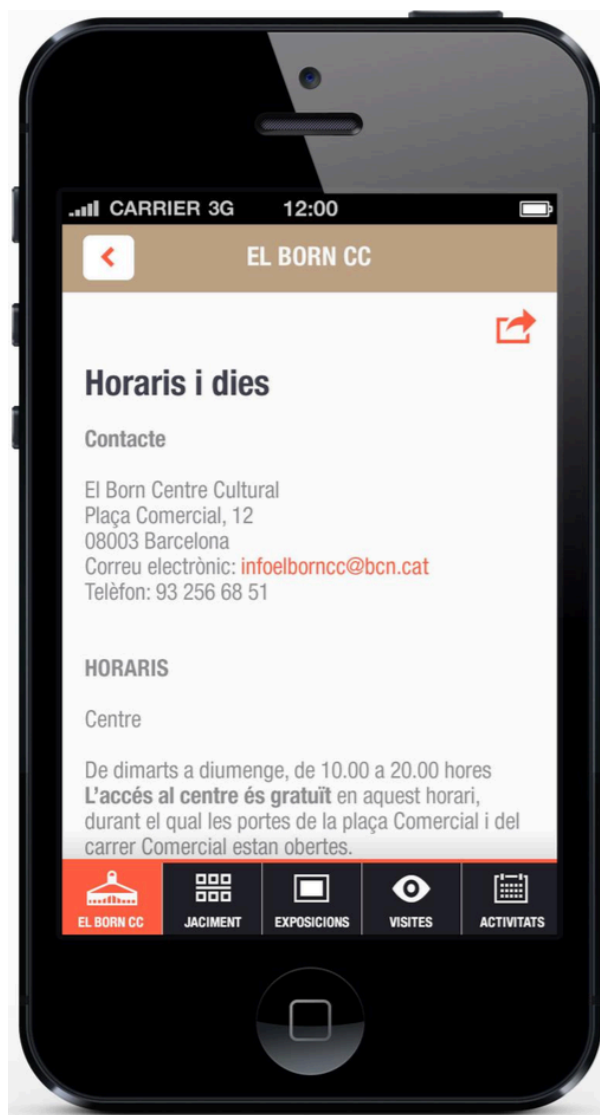 CARRIER 3G 12:00
EL BORN CC
Horaris i dies
Contacte
El Born Centre Cultural
Plaça Comercial, 12
08003 Barcelona
Correu electrònic: infoelborncc@bcn.cat
Telèfon: 93 256 68 51
HORARIS
Centre
De dimarts a diumenge, de 10.00 a 20.00 hores
L'accés al centre és gratuït en aquest horari,
durant el qual les portes de la plaça Comercial i del
carrer Comercial estan obertes.
EL BORN CC JACIMENT EXPOSICIONS VISITES ACTIVITATS